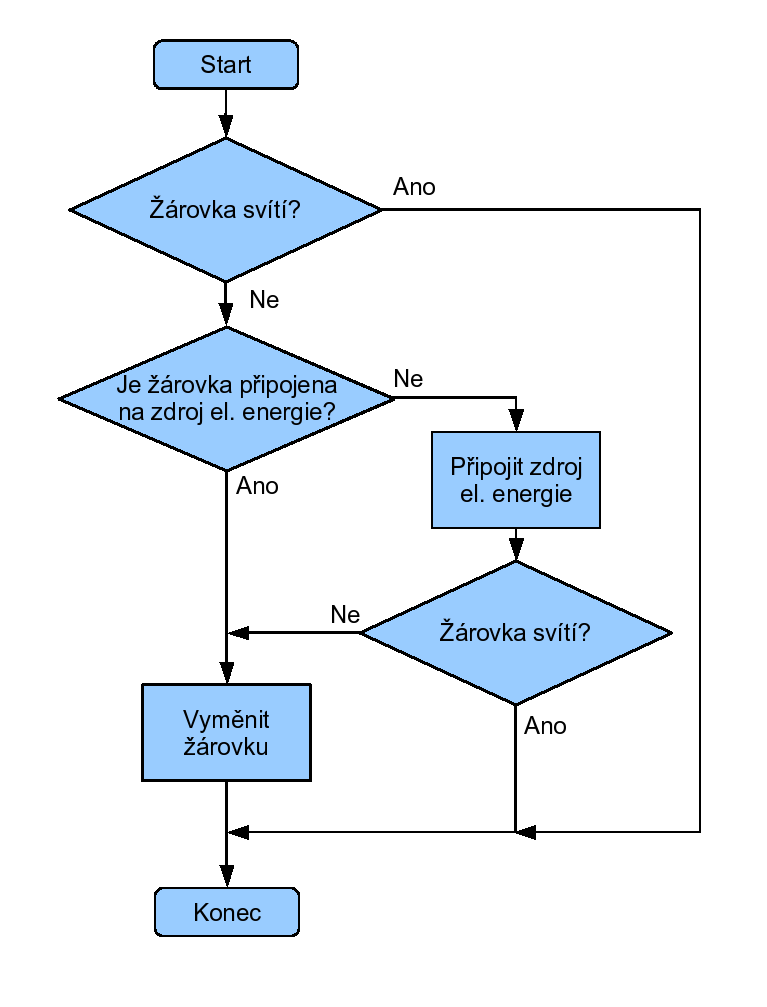 Start
Ano
Žárovka svítí?
Ne
Ne
Je žárovka připojena
na zdroj el. energie?
Připojit zdroj
el. energie
Ano
Ne
Žárovka svítí?
Vyměnit
žárovku
Ano
Konec